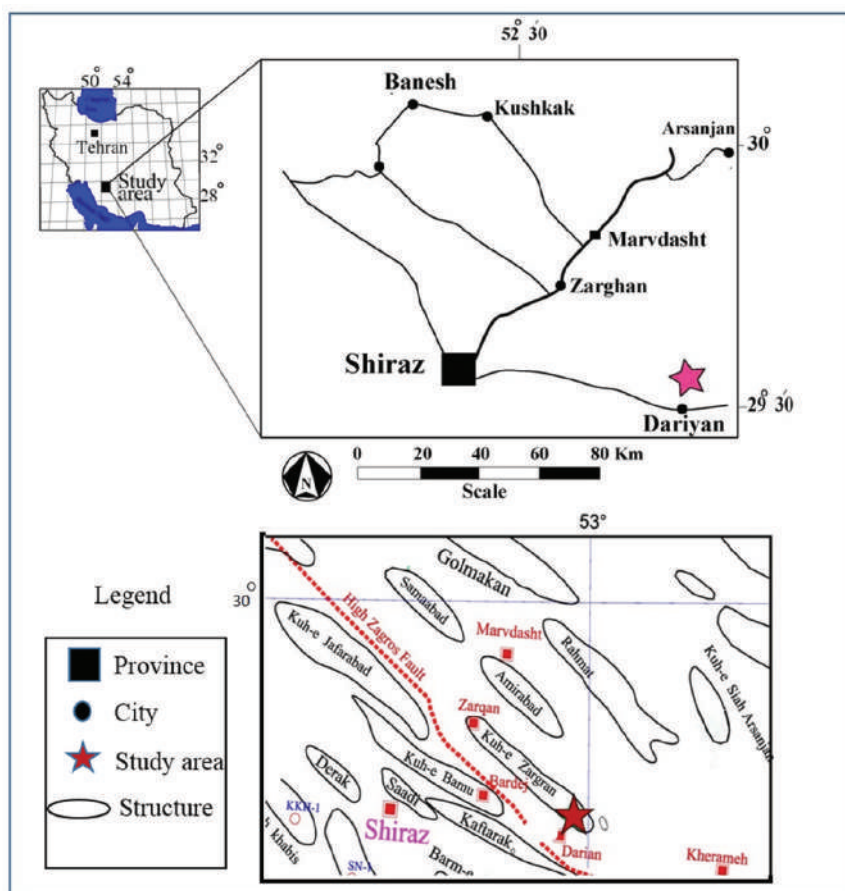 52 30
50 54
Tehran
32
28
Study
area
Banesh
Kushkak
Arsanjan
30°
Marvdasht
Zarghan
Shiraz
Dariyan
29 30
0 20 40 60 80 Km
Scale
N
53°
30
Golmakan
Samaabad
High Zagros Fault
Kuh-e Jafarabad
Marvdasht
Rahmat
Kuh-e Siah Arsanjan
Amirabad
Zarqan
Kuh-e Zargran
Kuh-e Bamu
Bardej
Derak
Saadi
KKH-1
Shiraz
Kaftarak
Darian
Kherameh
khabis
SN-1
Barm-e
Legend
Province
City
Study area
Structure